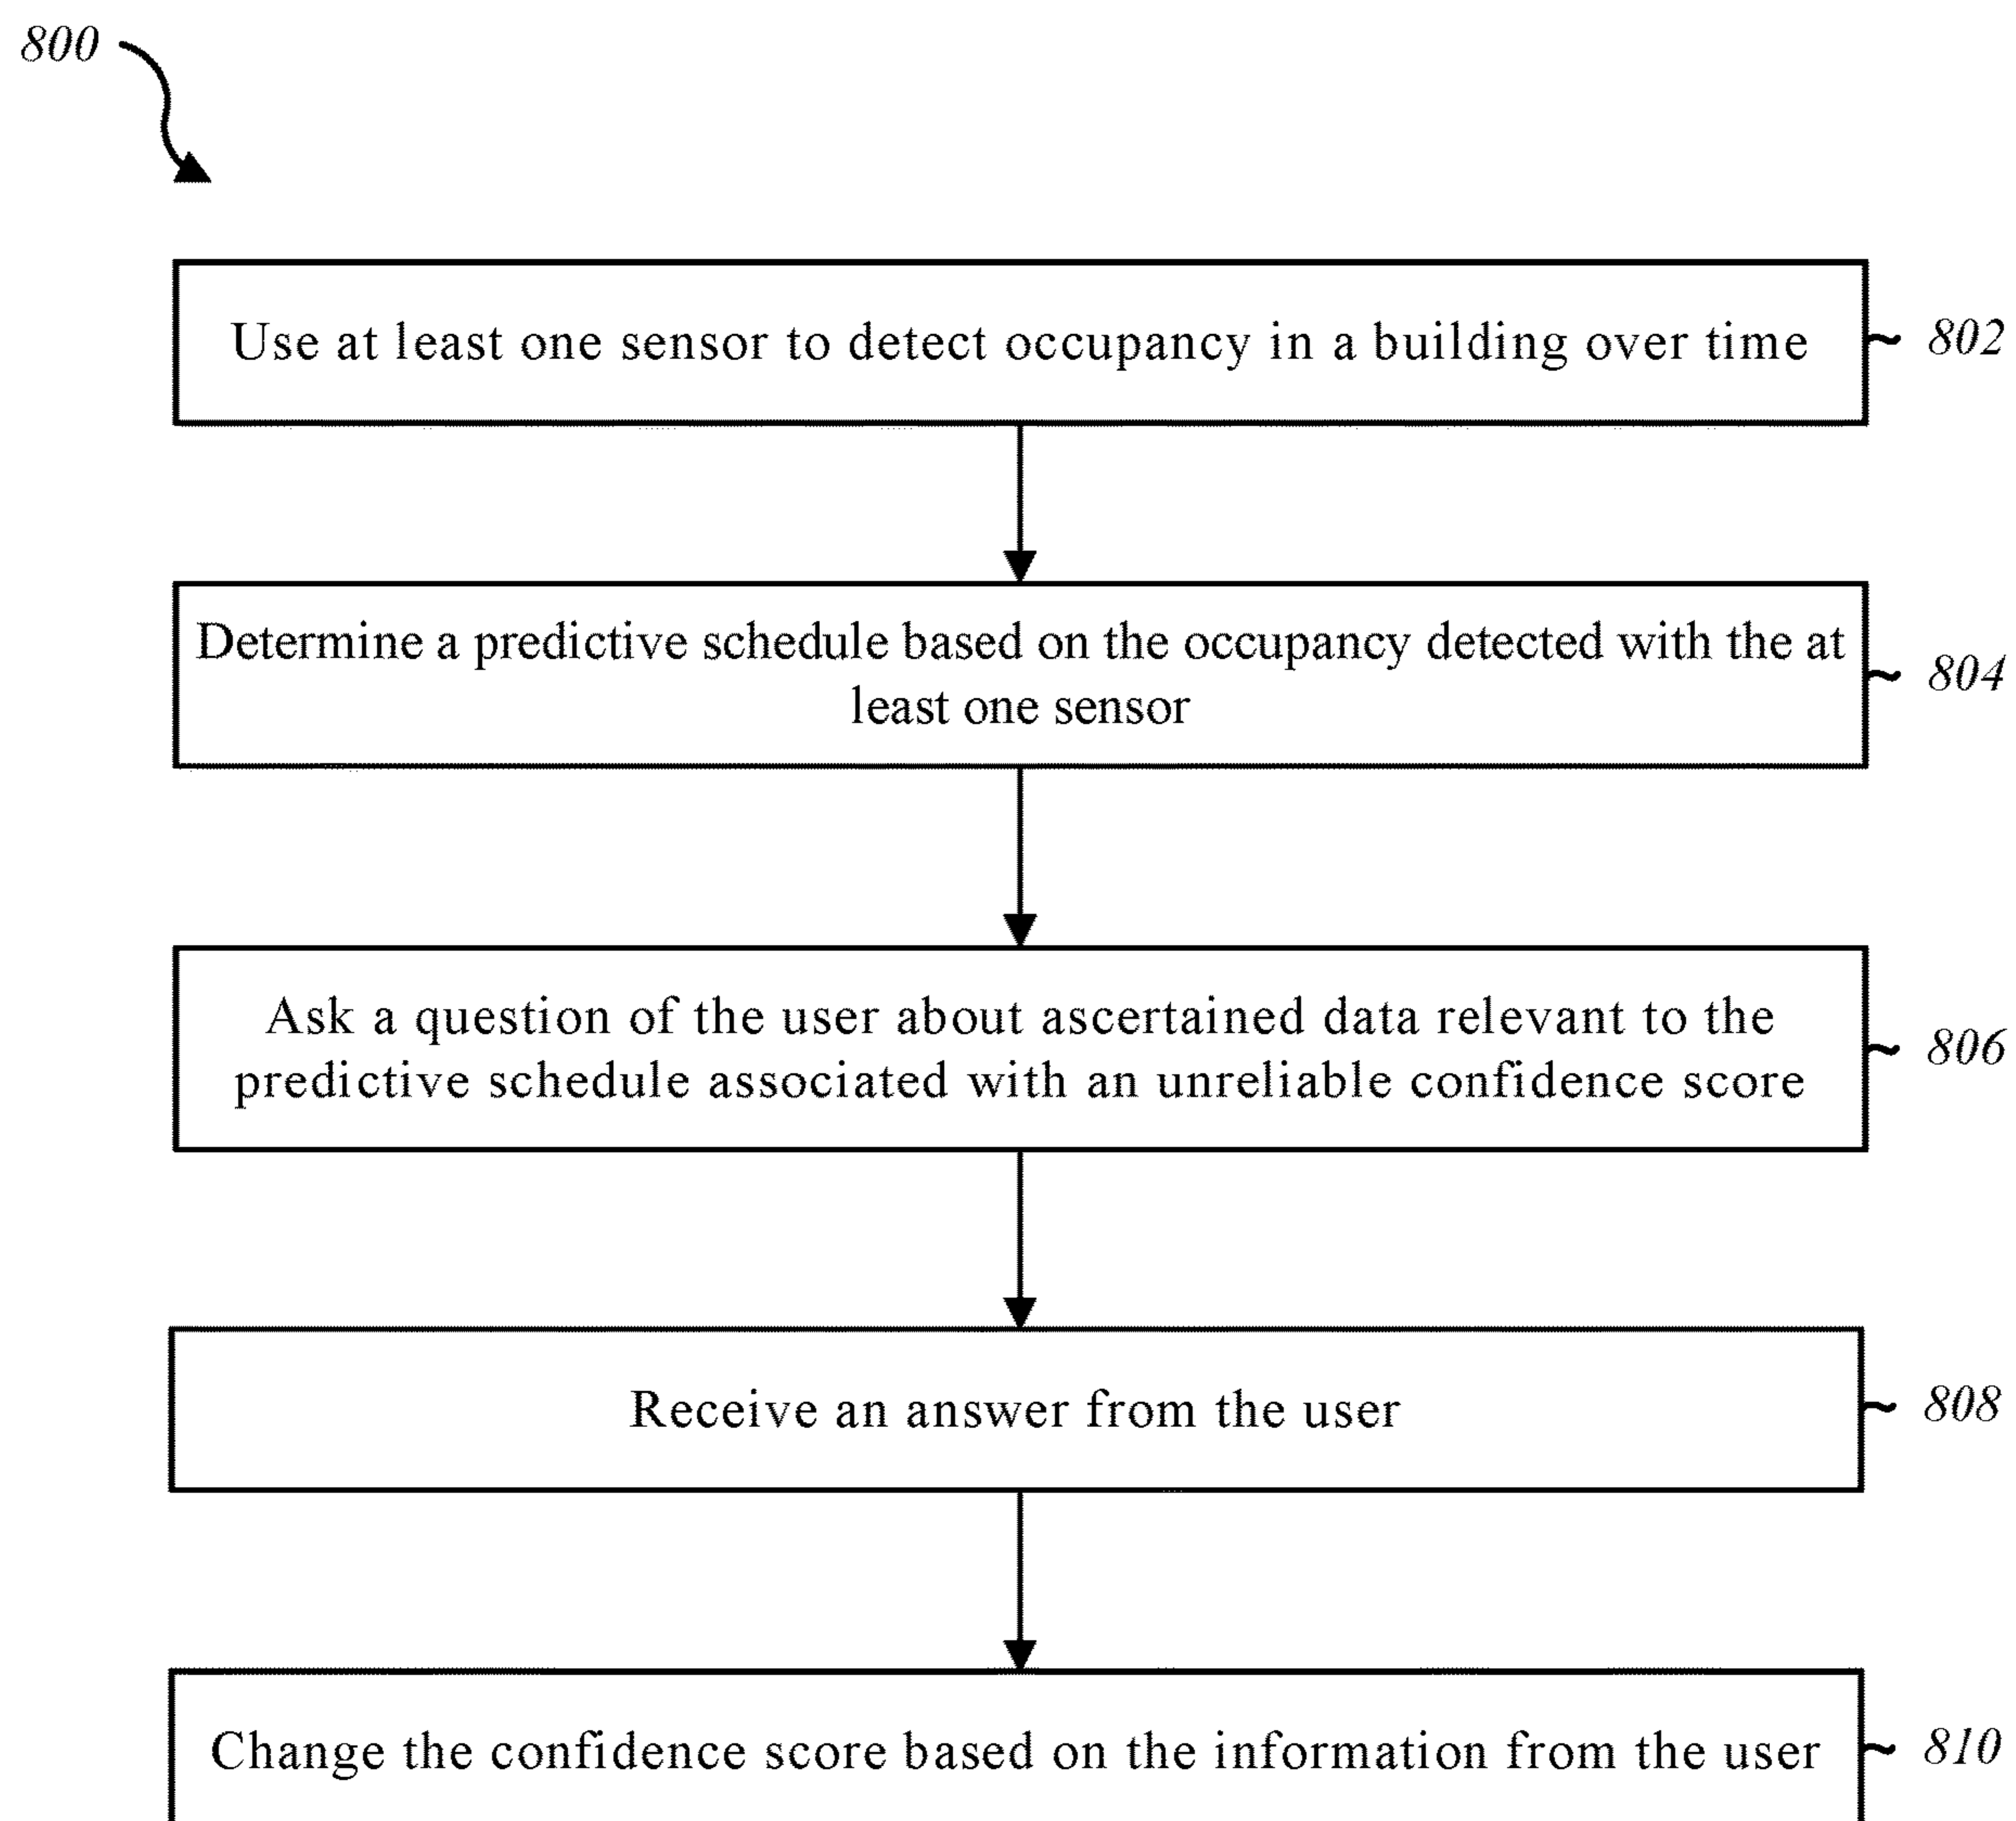 800
Use at least one sensor to detect occupancy in a building over time
802
Determine a predictive schedule based on the occupancy detected with the at
least one sensor
804
Ask a question of the user about ascertained data relevant to the
predictive schedule associated with an unreliable confidence score
806
Receive an answer from the user
808
Change the confidence score based on the information from the user
810